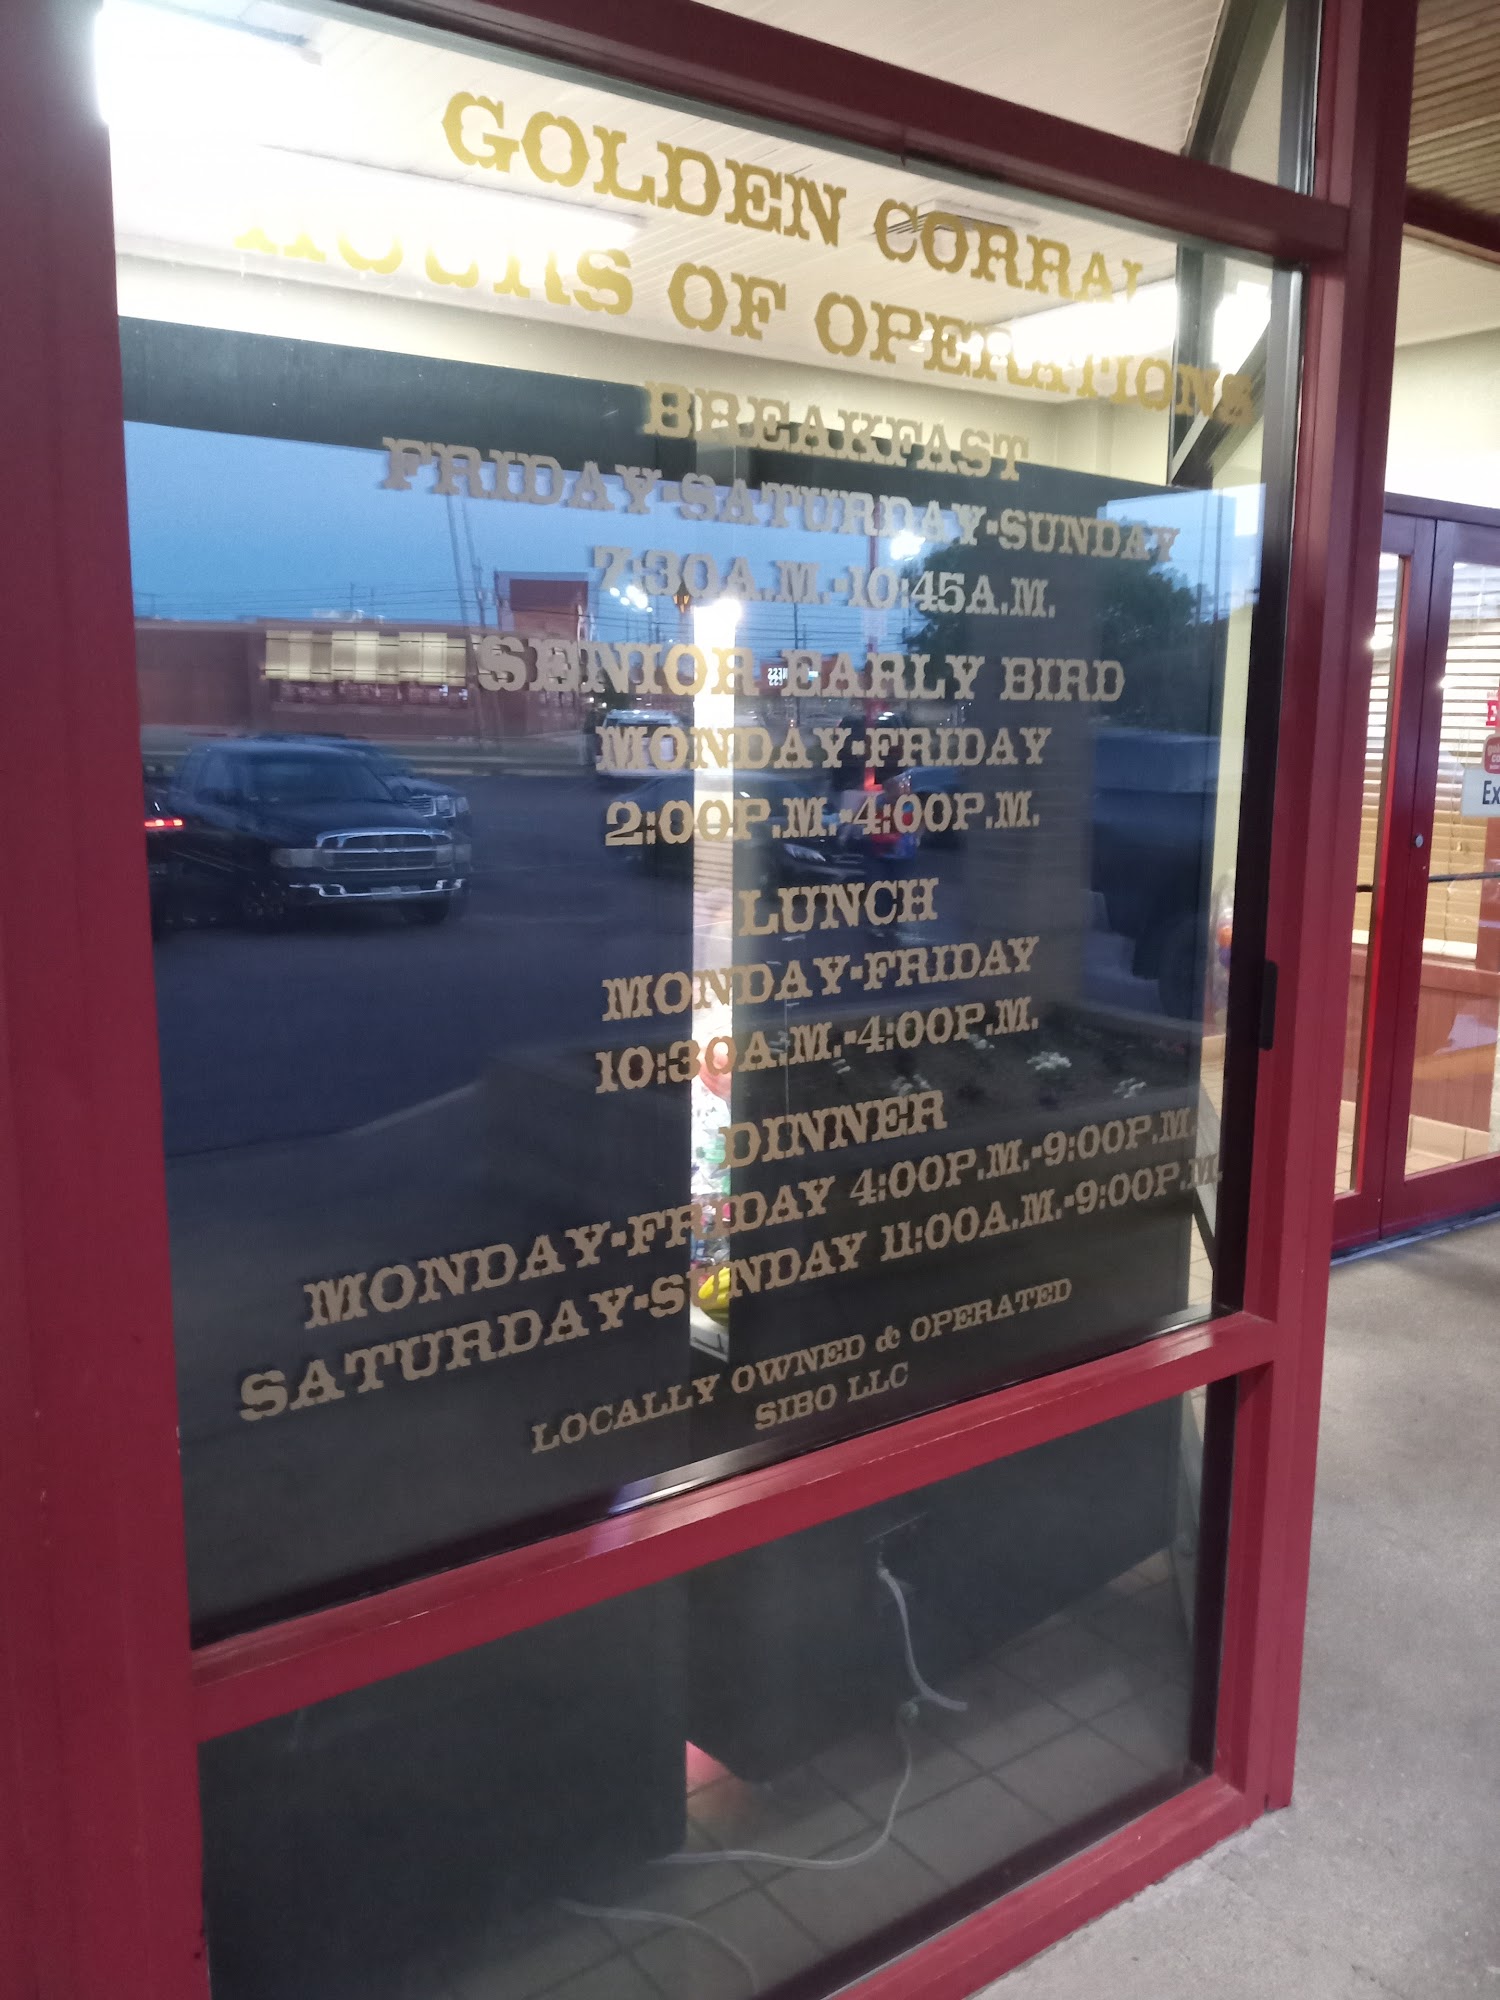 GOLDEN CORRAL
HOURS OF OPERATIONS
BREAKFAST
FRIDAY-SATURDAY-SUNDAY
7:30A.M.-10:45A.M.
SENIOR EARLY BIRD
MONDAY-FRIDAY
2:00P.M.-4:00P.M.
LUNCH
MONDAY-FRIDAY
10:30A.M.-4:00P.M.
DINNER
MONDAY-FRIDAY 4:00P.M.-9:00P.M.
SATURDAY-SUNDAY 11:00A.M.-9:00P.M.
LOCALLY OWNED & OPERATED
SIBO LLC
Ex